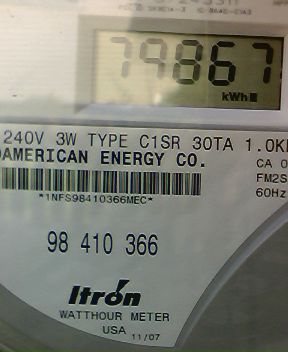 79867
kWh
240V 3W TYPE C1SR 30TA 1.0K
DAMERICAN ENERGY CO.
CA 0
FM2S
*1NFS98410366MEC*
60Hz
98 410 366
Itron
WATTHOUR METER
USA 11/07